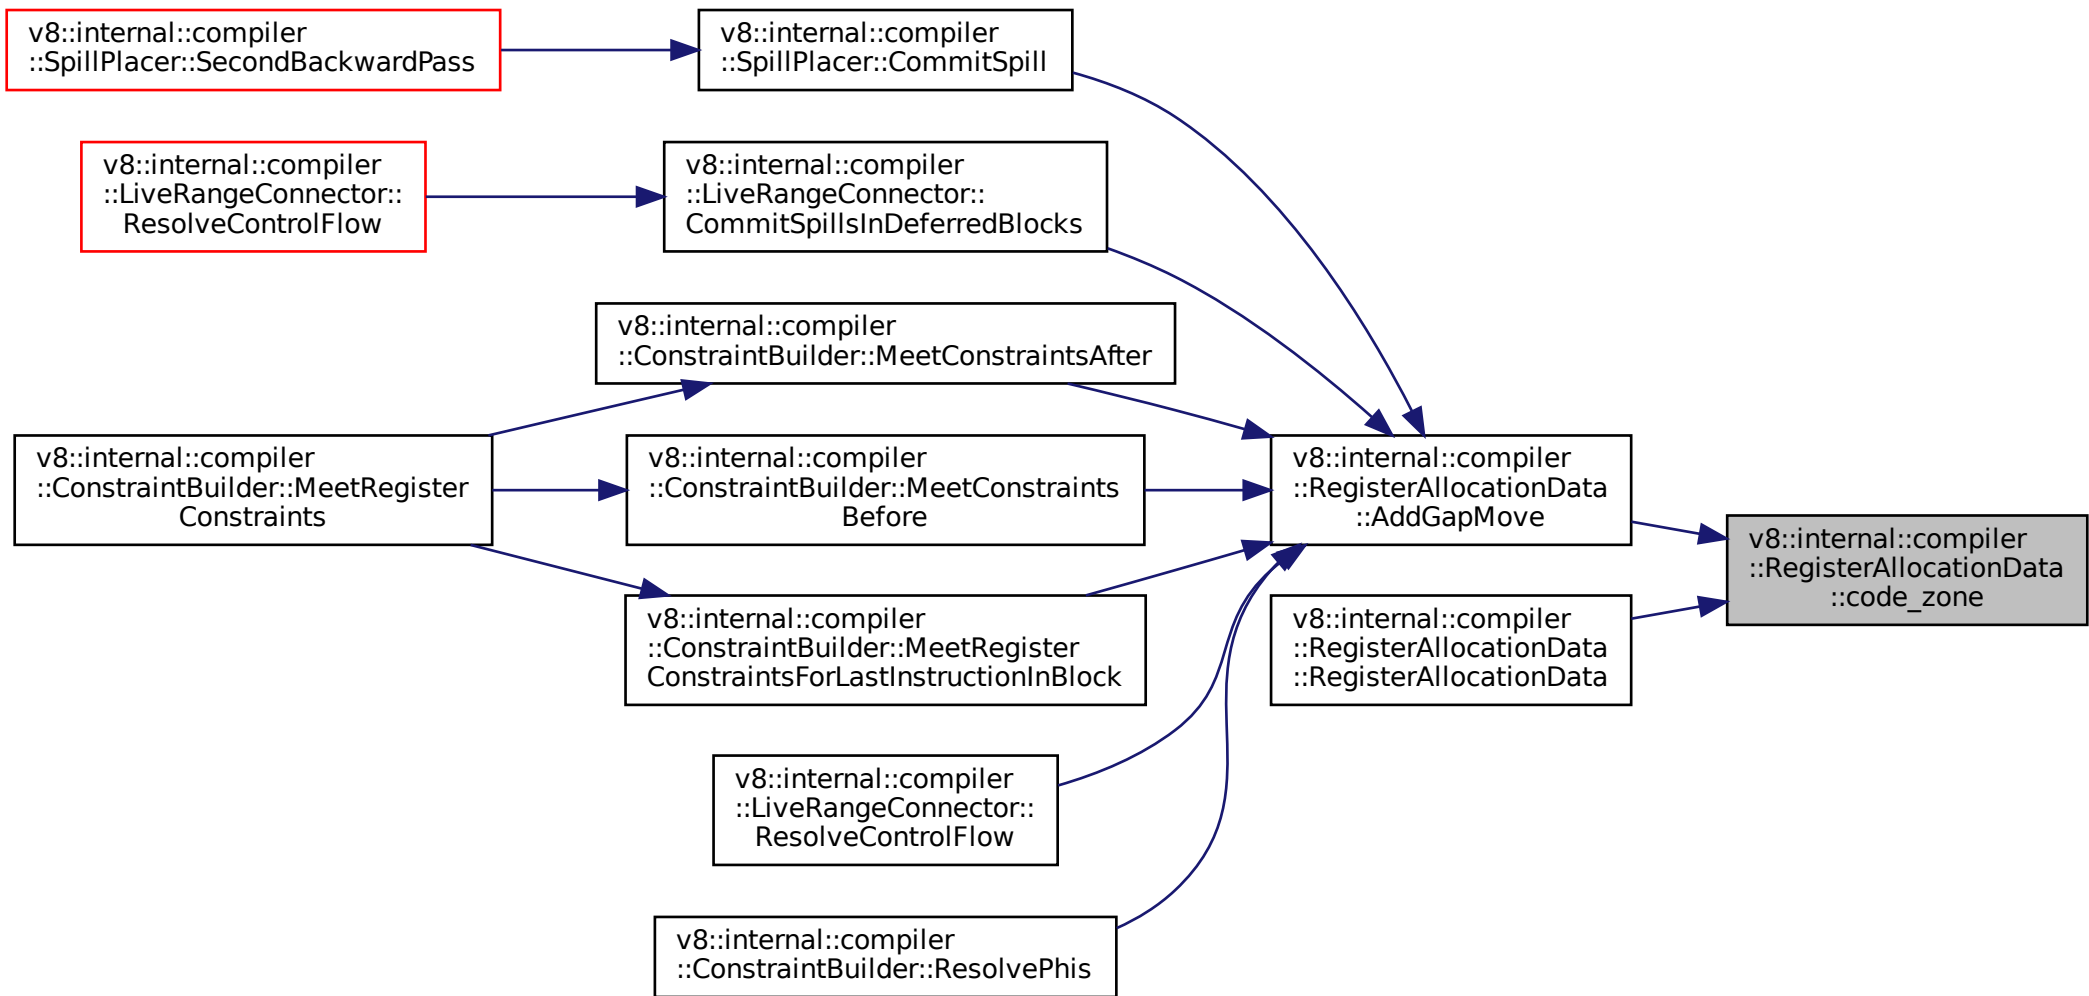 v8::internal::compiler
::SpillPlacer::SecondBackwardPass
v8::internal::compiler
::SpillPlacer::CommitSpill
v8::internal::compiler
::LiveRangeConnector::
ResolveControlFlow
v8::internal::compiler
::LiveRangeConnector::
CommitSpillsInDeferredBlocks
v8::internal::compiler
::ConstraintBuilder::MeetConstraintsAfter
v8::internal::compiler
::ConstraintBuilder::MeetRegister
Constraints
v8::internal::compiler
::ConstraintBuilder::MeetConstraints
Before
v8::internal::compiler
::RegisterAllocationData
::AddGapMove
v8::internal::compiler
::RegisterAllocationData
::code_zone
v8::internal::compiler
::ConstraintBuilder::MeetRegister
ConstraintsForLastInstructionInBlock
v8::internal::compiler
::RegisterAllocationData
::RegisterAllocationData
v8::internal::compiler
::LiveRangeConnector::
ResolveControlFlow
v8::internal::compiler
::ConstraintBuilder::ResolvePhis